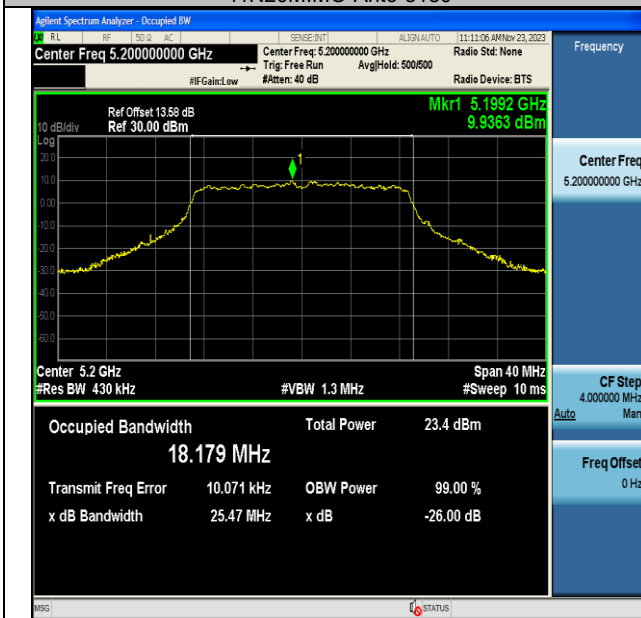 Agilent Spectrum Analyzer - Occupied BW
RL RF 50 Ω AC SENSE:INT ALIGN AUTO 11:11:06 AM Nov 23, 2023
Center Freq 5.200000000 GHz Center Freq: 5.200000000 GHz Radio Std: None
Trig: Free Run Avg|Hold: 500/500
#IFGain:Low #Atten: 40 dB Radio Device: BTS
Ref Offset 13.58 dB Mkr1 5.1992 GHz
10 dB/div Ref 30.00 dBm 9.9363 dBm
Log
20.0
1
10.0
0.00
-10.0
-20.0
-30.0
-40.0
-50.0
-60.0
Center 5.2 GHz Span 40 MHz
#Res BW 430 kHz #VBW 1.3 MHz #Sweep 10 ms
Occupied Bandwidth Total Power 23.4 dBm
18.179 MHz
Transmit Freq Error 10.071 kHz OBW Power 99.00 %
x dB Bandwidth 25.47 MHz x dB -26.00 dB
MSG STATUS
Frequency
Center Freq
5.200000000 GHz
CF Step
4.000000 MHz
Auto Man
Freq Offset
0 Hz